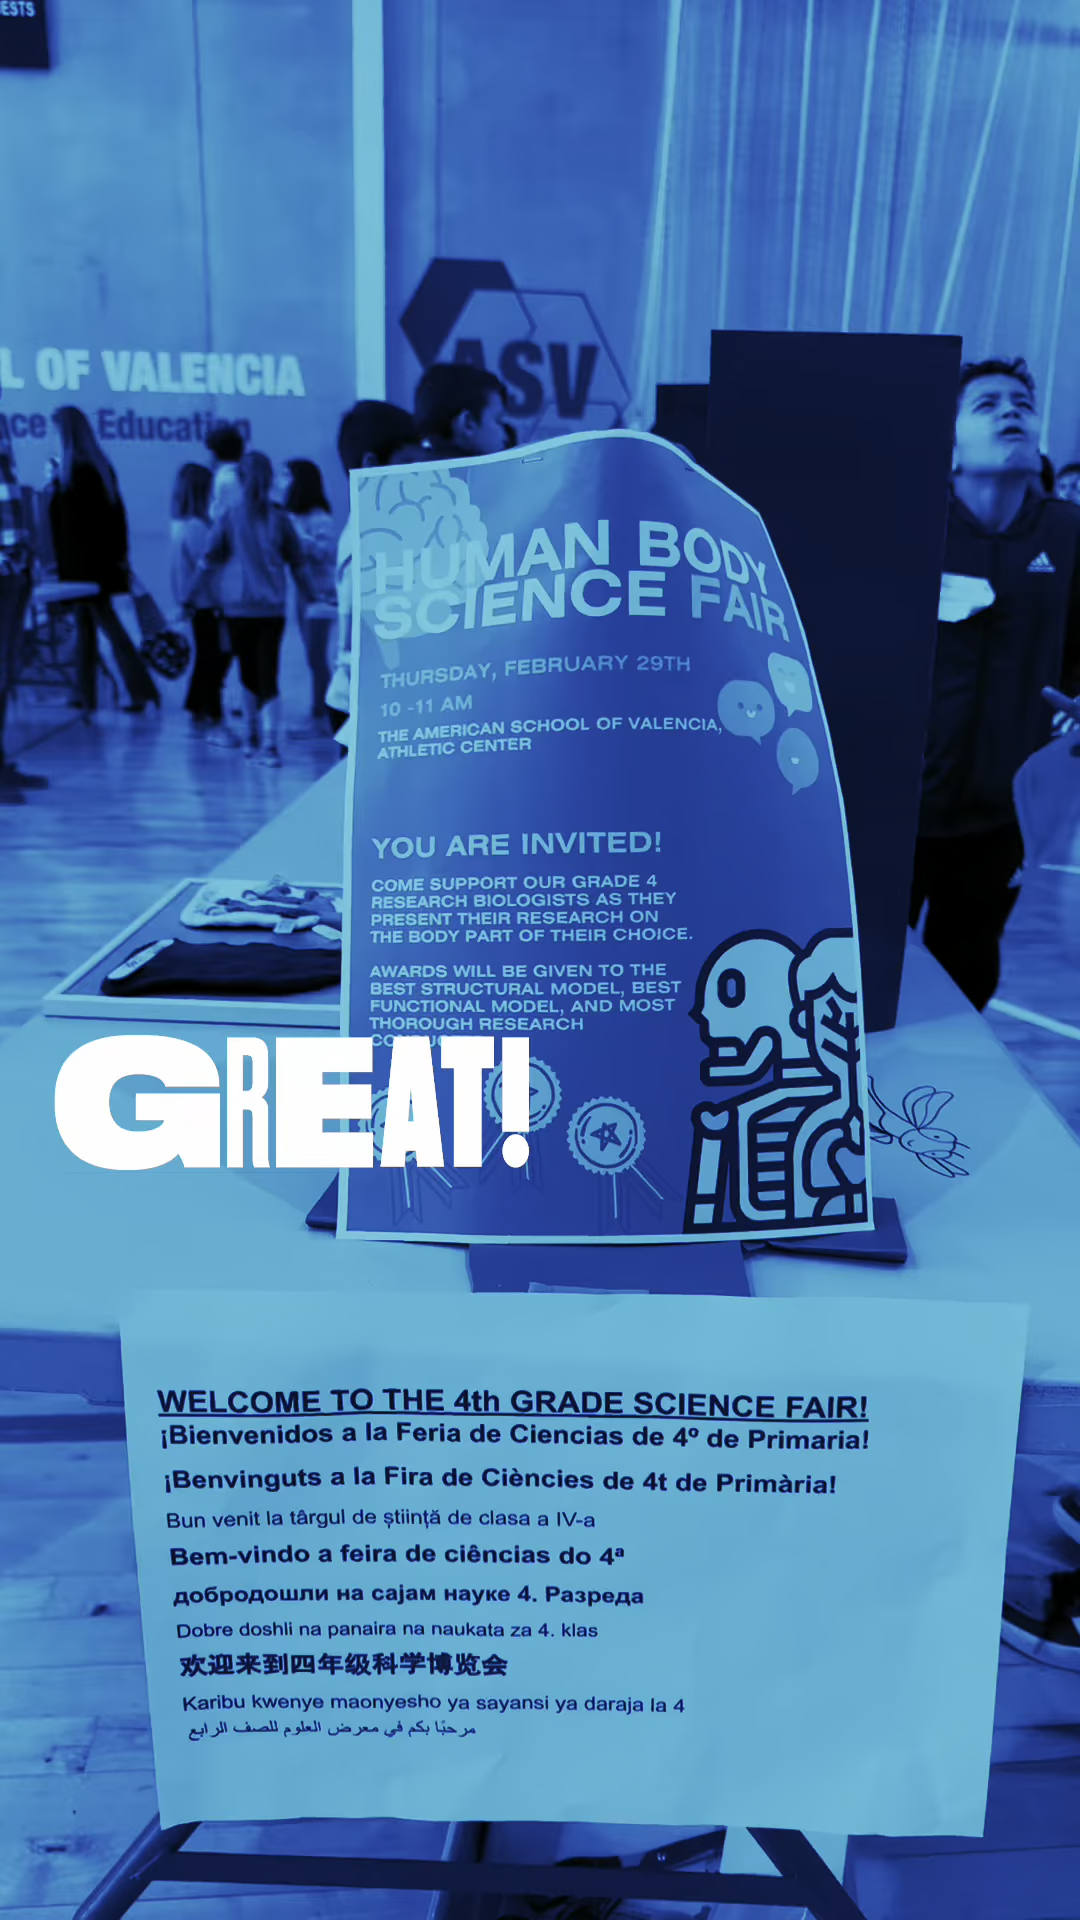 ESTS
L OF VALENCIA
nce Education
ASV
HUMAN BODY
SCIENCE FAIR
THURSDAY, FEBRUARY 29TH
10 -11 AM
THE AMERICAN SCHOOL OF VALENCIA,
ATHLETIC CENTER
YOU ARE INVITED!
COME SUPPORT OUR GRADE 4
RESEARCH BIOLOGISTS AS THEY
PRESENT THEIR RESEARCH ON
THE BODY PART OF THEIR CHOICE.
AWARDS WILL BE GIVEN TO THE
BEST STRUCTURAL MODEL, BEST
FUNCTIONAL MODEL, AND MOST
THOROUGH RESEARCH
GREAT!
adidas
WELCOME TO THE 4th GRADE SCIENCE FAIR!
¡Bienvenidos a la Feria de Ciencias de 4º de Primaria!
¡Benvinguts a la Fira de Ciències de 4t de Primària!
Bun venit la târgul de știință de clasa a IV-a
Bem-vindo a feira de ciências do 4ª
добродошли на сајам науке 4. Разреда
Dobre doshli na panaira na naukata za 4. klas
欢迎来到四年级科学博览会
Karibu kwenye maonyesho ya sayansi ya daraja la 4
مرحبًا بكم في معرض العلوم للصف الرابع